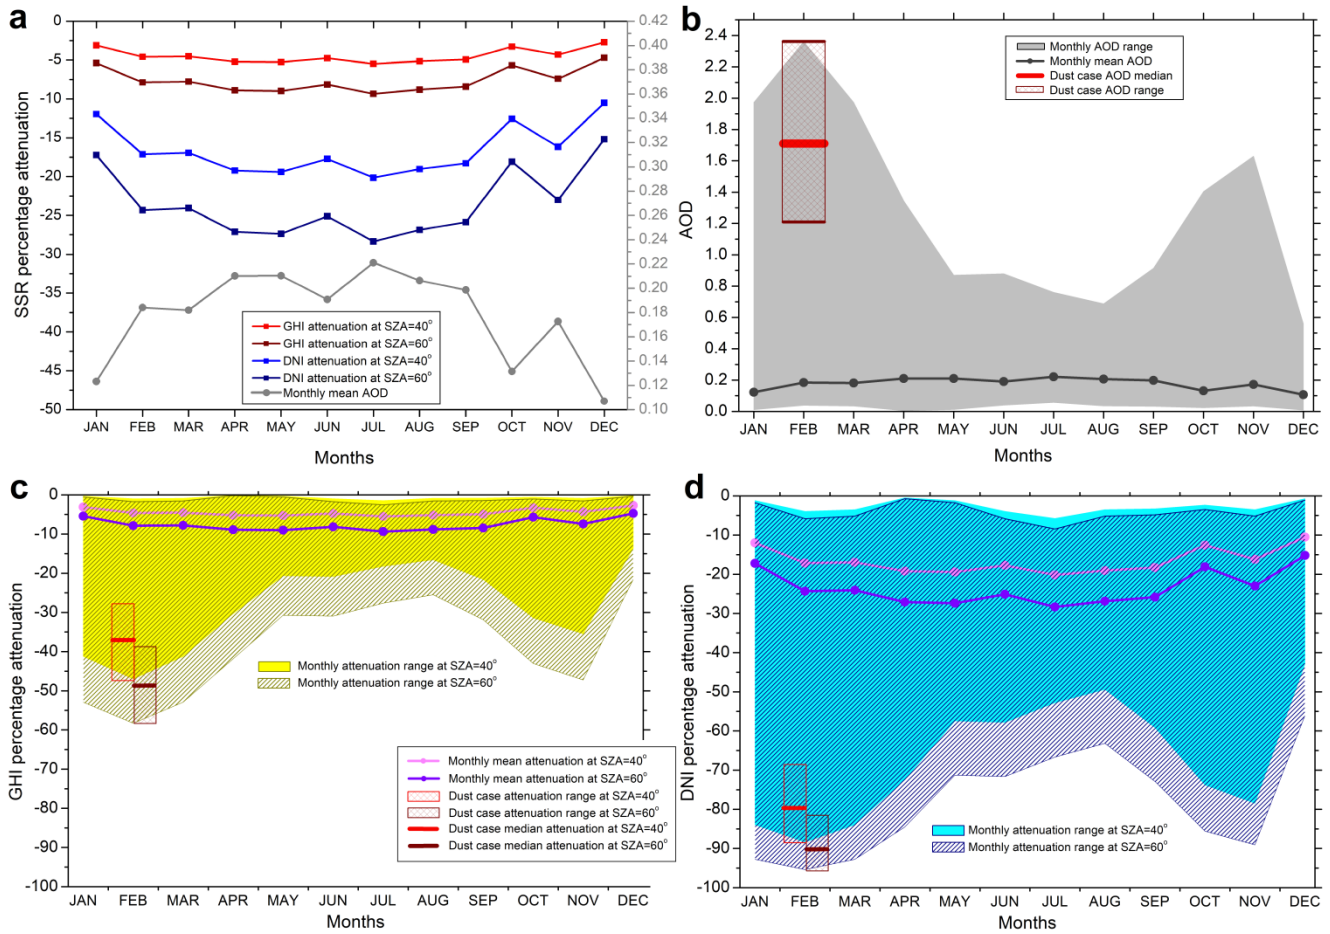 a
SSR percentage attenuation
0
-5
-10
-15
-20
-25
-30
-35
-40
-45
-50
0.42
0.40
0.38
0.36
0.34
0.32
0.30
0.28
0.26
0.24
0.22
0.20
0.18
0.16
0.14
0.12
0.10
GHI attenuation at SZA=40°
GHI attenuation at SZA=60°
DNI attenuation at SZA=40°
DNI attenuation at SZA=60°
Monthly mean AOD
JAN FEB MAR APR MAY JUN JUL AUG SEP OCT NOV DEC
Months
b
AOD
2.4
2.2
2.0
1.8
1.6
1.4
1.2
1.0
0.8
0.6
0.4
0.2
0.0
Monthly AOD range
Monthly mean AOD
Dust case AOD median
Dust case AOD range
JAN FEB MAR APR MAY JUN JUL AUG SEP OCT NOV DEC
Months
c
GHI percentage attenuation
0
-10
-20
-30
-40
-50
-60
-70
-80
-90
-100
Monthly attenuation range at SZA=40°
Monthly attenuation range at SZA=60°
Monthly mean attenuation at SZA=40°
Monthly mean attenuation at SZA=60°
Dust case attenuation range at SZA=40°
Dust case attenuation range at SZA=60°
Dust case median attenuation at SZA=40°
Dust case median attenuation at SZA=60°
JAN FEB MAR APR MAY JUN JUL AUG SEP OCT NOV DEC
Months
d
DNI percentage attenuation
0
-10
-20
-30
-40
-50
-60
-70
-80
-90
-100
Monthly attenuation range at SZA=40°
Monthly attenuation range at SZA=60°
JAN FEB MAR APR MAY JUN JUL AUG SEP OCT NOV DEC
Months